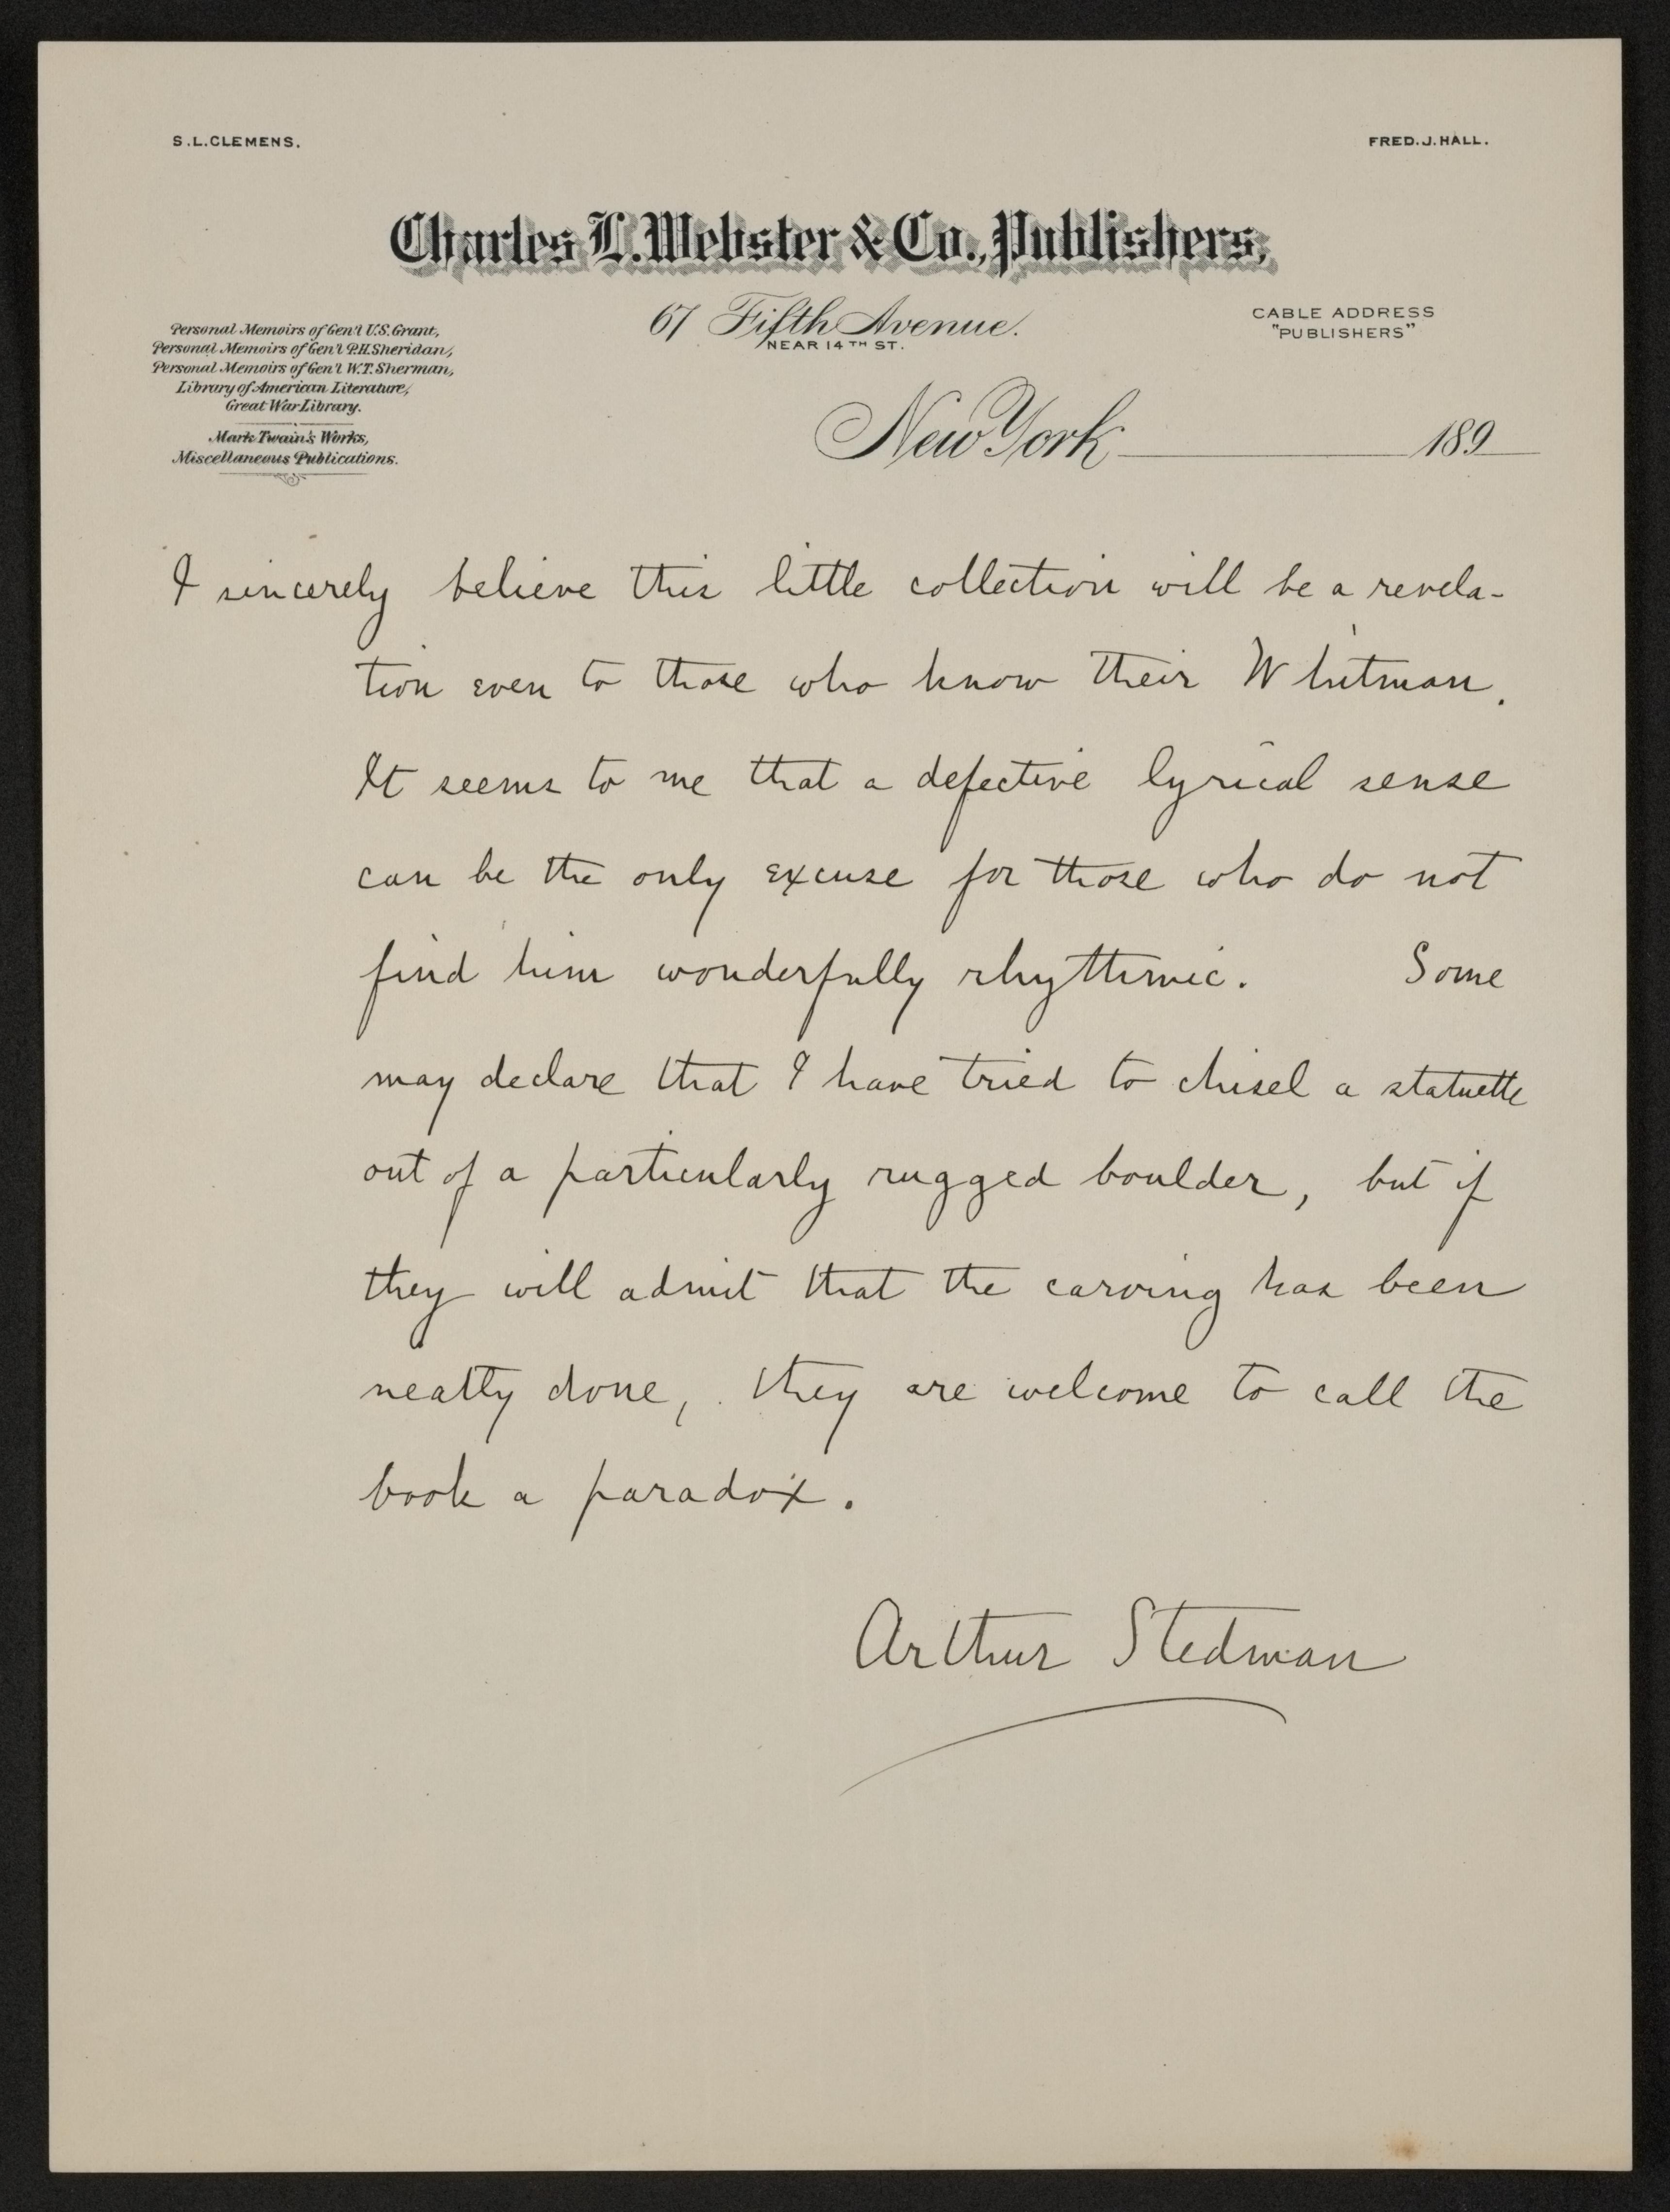 S.L.CLEMENS.
FRED.J.HALL.
Charles L. Webster & Co., Publishers,
67 Fifth Avenue.
NEAR 14TH ST.
CABLE ADDRESS
"PUBLISHERS"
Personal Memoirs of Gen'l U.S. Grant,
Personal Memoirs of Gen'l P.H. Sheridan,
Personal Memoirs of Gen'l W.T. Sherman,
Library of American Literature,
Great War Library.
Mark Twain's Works,
Miscellaneous Publications.
New York 189
I sincerely believe this little collection will be a revela-
tion even to those who know their Whitman.
It seems to me that a defective lyrical sense
can be the only excuse for those who do not
find him wonderfully rhythmic. Some
may declare that I have tried to chisel a statuette
out of a particularly rugged boulder, but if
they will admit that the carving has been
neatly done, they are welcome to call the
book a paradox.
Arthur Stedman